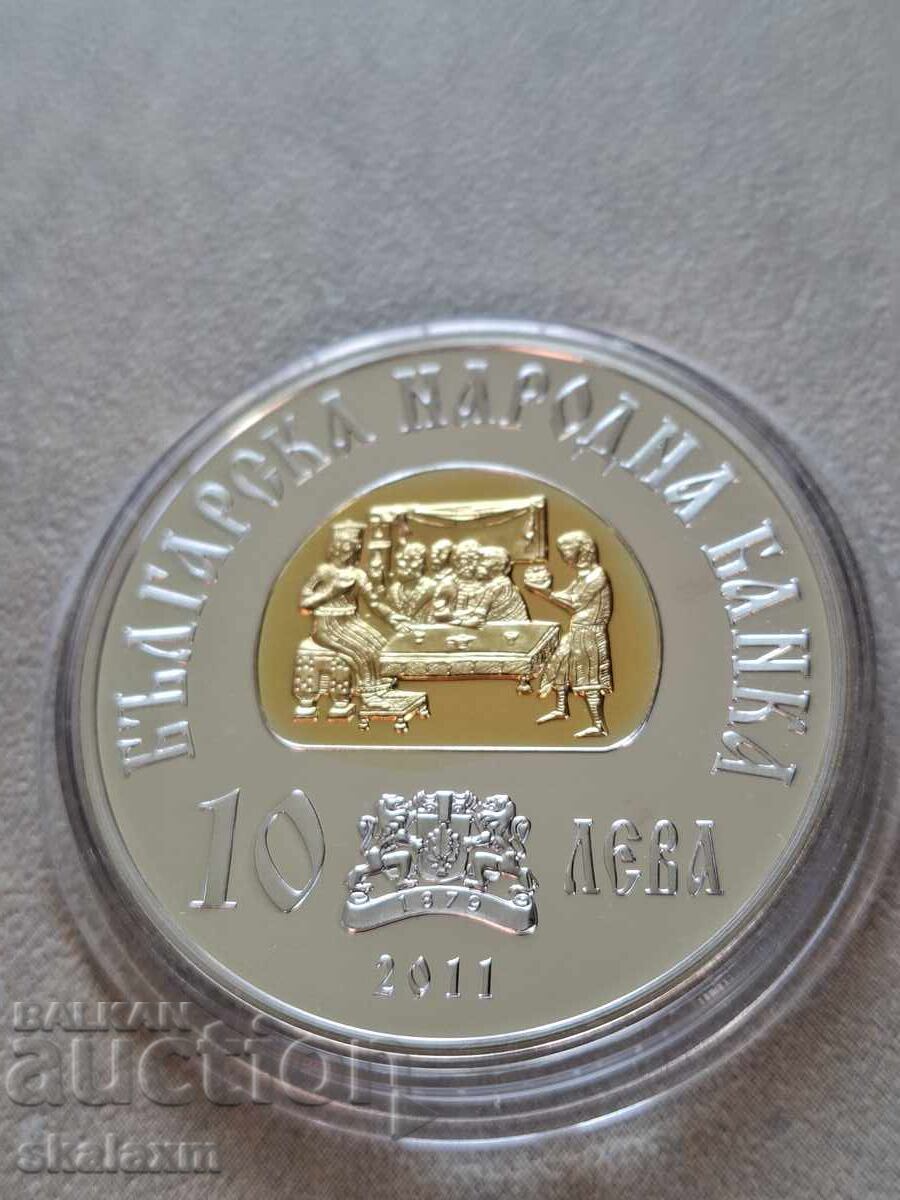 БЪЛГАРСКА НАРОДНА БАНКА
10 ЛЕВА
1879
2011
BALKAN
auction
skalaxm